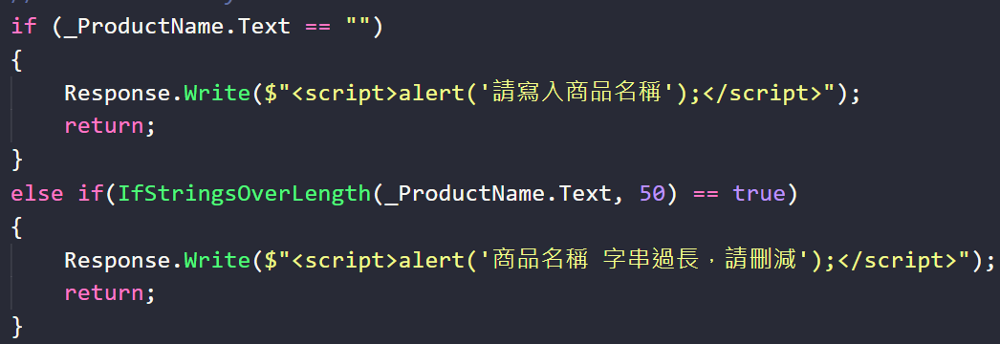 if (_ProductName.Text == "")
{
Response.Write($"<script>alert('請寫入商品名稱');</script>");
return;
}
else if(IfStringsOverLength(_ProductName.Text, 50) == true)
{
Response.Write($"<script>alert('商品名稱 字串過長，請刪減');</script>");
return;
}